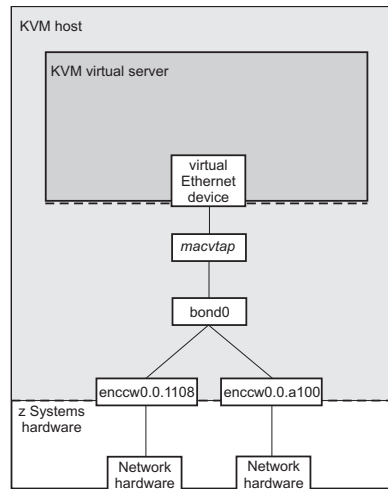 KVM host
KVM virtual server
virtual
Ethernet
device
macvtap
bond0
enccw0.0.1108
enccw0.0.a100
z Systems
hardware
Network
hardware
Network
hardware